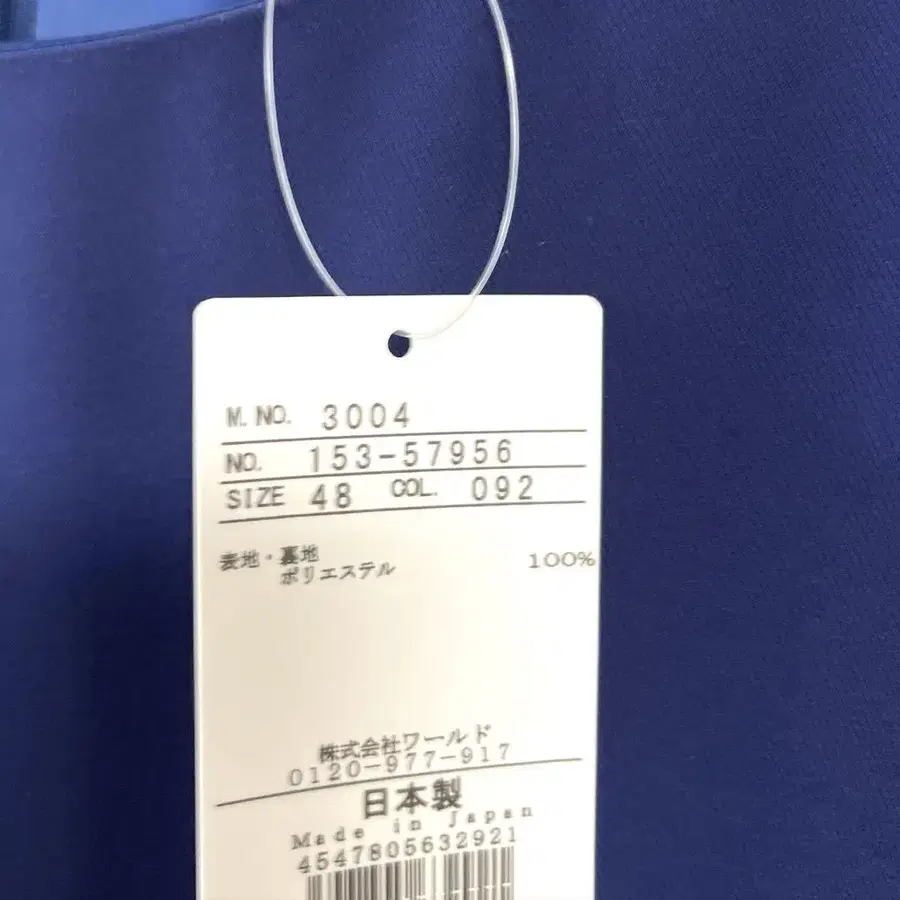 M. NO. 3004
NO. 153-57956
SIZE 48 COL. 092
表地・裏地
ポリエステル 100%
株式会社ワールド
0120-977-917
日本製
Made in Japan
4547805632921